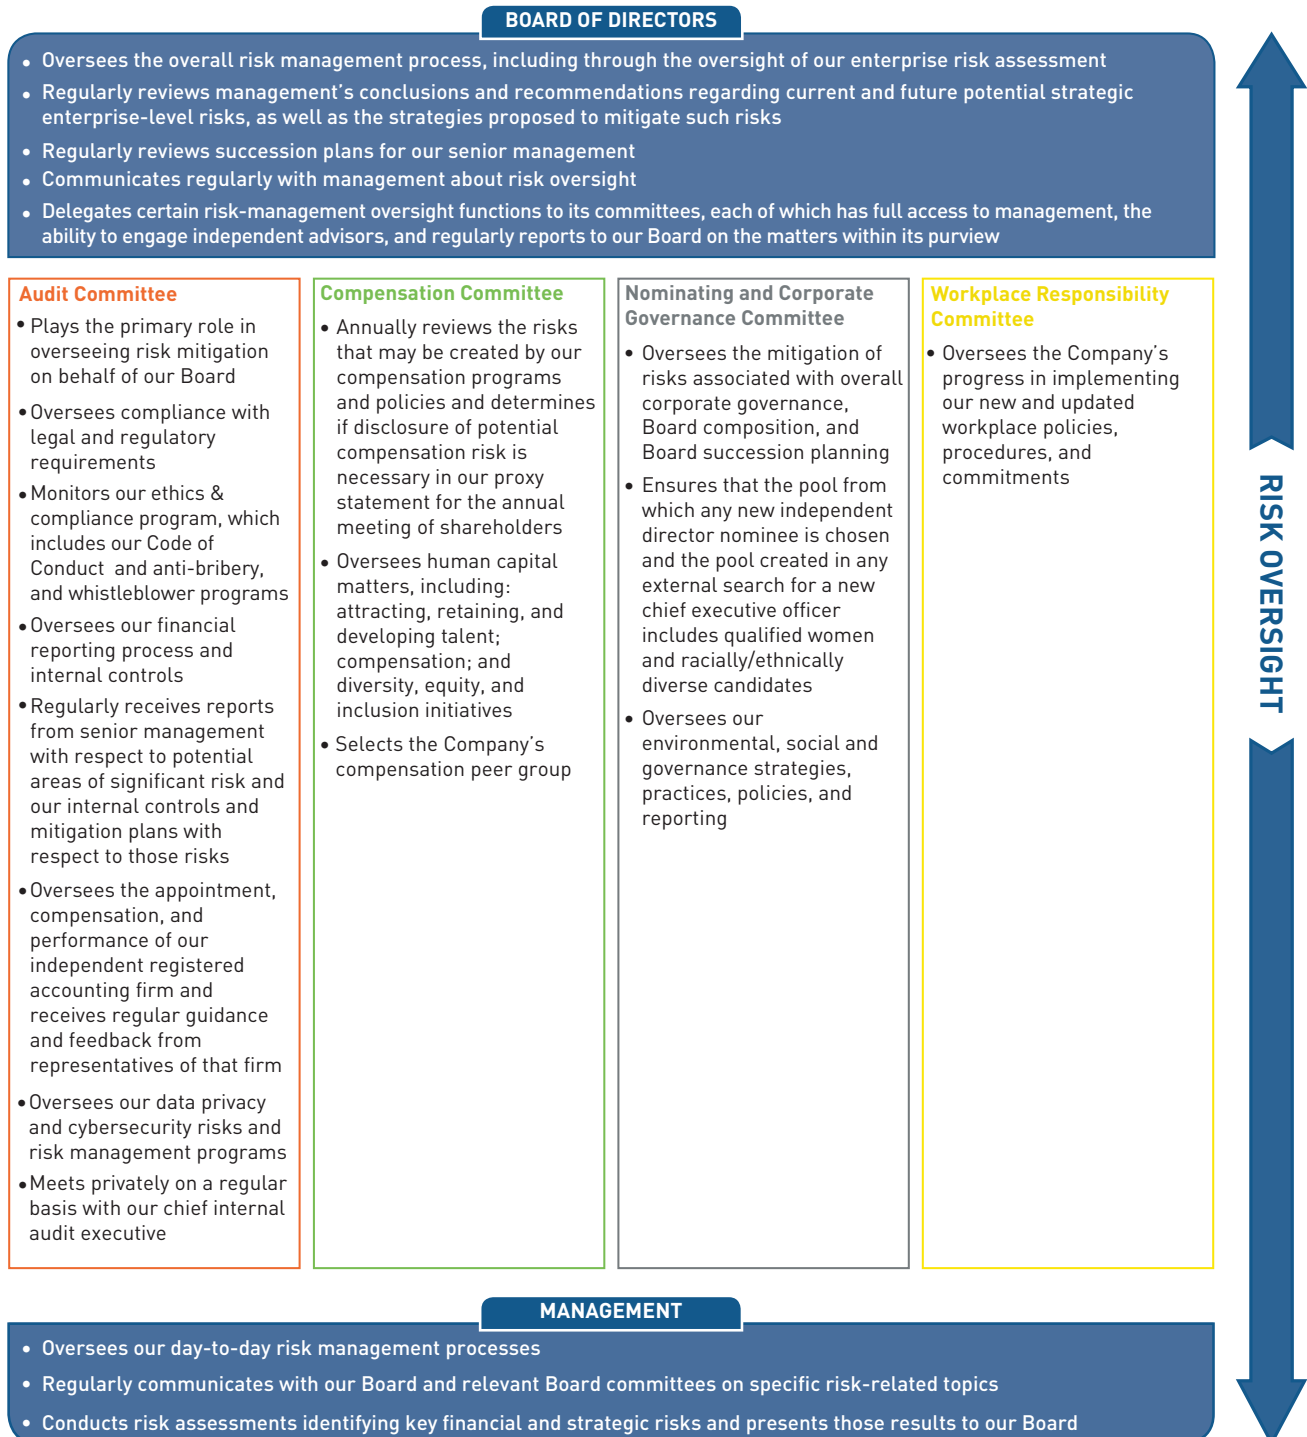 BOARD OF DIRECTORS
• Oversees the overall risk management process, including through the oversight of our enterprise risk assessment
• Regularly reviews management's conclusions and recommendations regarding current and future potential strategic
enterprise-level risks, as well as the strategies proposed to mitigate such risks
• Regularly reviews succession plans for our senior management
• Communicates regularly with management about risk oversight
• Delegates certain risk-management oversight functions to its committees, each of which has full access to management, the
ability to engage independent advisors, and regularly reports to our Board on the matters within its purview
Audit Committee
• Plays the primary role in
overseeing risk mitigation
on behalf of our Board
• Oversees compliance with
legal and regulatory
requirements
• Monitors our ethics &
compliance program, which
includes our Code of
Conduct and anti-bribery,
and whistleblower programs
• Oversees our financial
reporting process and
internal controls
• Regularly receives reports
from senior management
with respect to potential
areas of significant risk and
our internal controls and
mitigation plans with
respect to those risks
• Oversees the appointment,
compensation, and
performance of our
independent registered
accounting firm and
receives regular guidance
and feedback from
representatives of that firm
• Oversees our data privacy
and cybersecurity risks and
risk management programs
• Meets privately on a regular
basis with our chief internal
audit executive
Compensation Committee
• Annually reviews the risks
that may be created by our
compensation programs
and policies and determines
if disclosure of potential
compensation risk is
necessary in our proxy
statement for the annual
meeting of shareholders
• Oversees human capital
matters, including:
attracting, retaining, and
developing talent;
compensation; and
diversity, equity, and
inclusion initiatives
• Selects the Company's
compensation peer group
Nominating and Corporate
Governance Committee
• Oversees the mitigation of
risks associated with overall
corporate governance,
Board composition, and
Board succession planning
• Ensures that the pool from
which any new independent
director nominee is chosen
and the pool created in any
external search for a new
chief executive officer
includes qualified women
and racially/ethnically
diverse candidates
• Oversees our
environmental, social and
governance strategies,
practices, policies, and
reporting
Workplace Responsibility
Committee
• Oversees the Company's
progress in implementing
our new and updated
workplace policies,
procedures, and
commitments
RISK OVERSIGHT
MANAGEMENT
• Oversees our day-to-day risk management processes
• Regularly communicates with our Board and relevant Board committees on specific risk-related topics
• Conducts risk assessments identifying key financial and strategic risks and presents those results to our Board